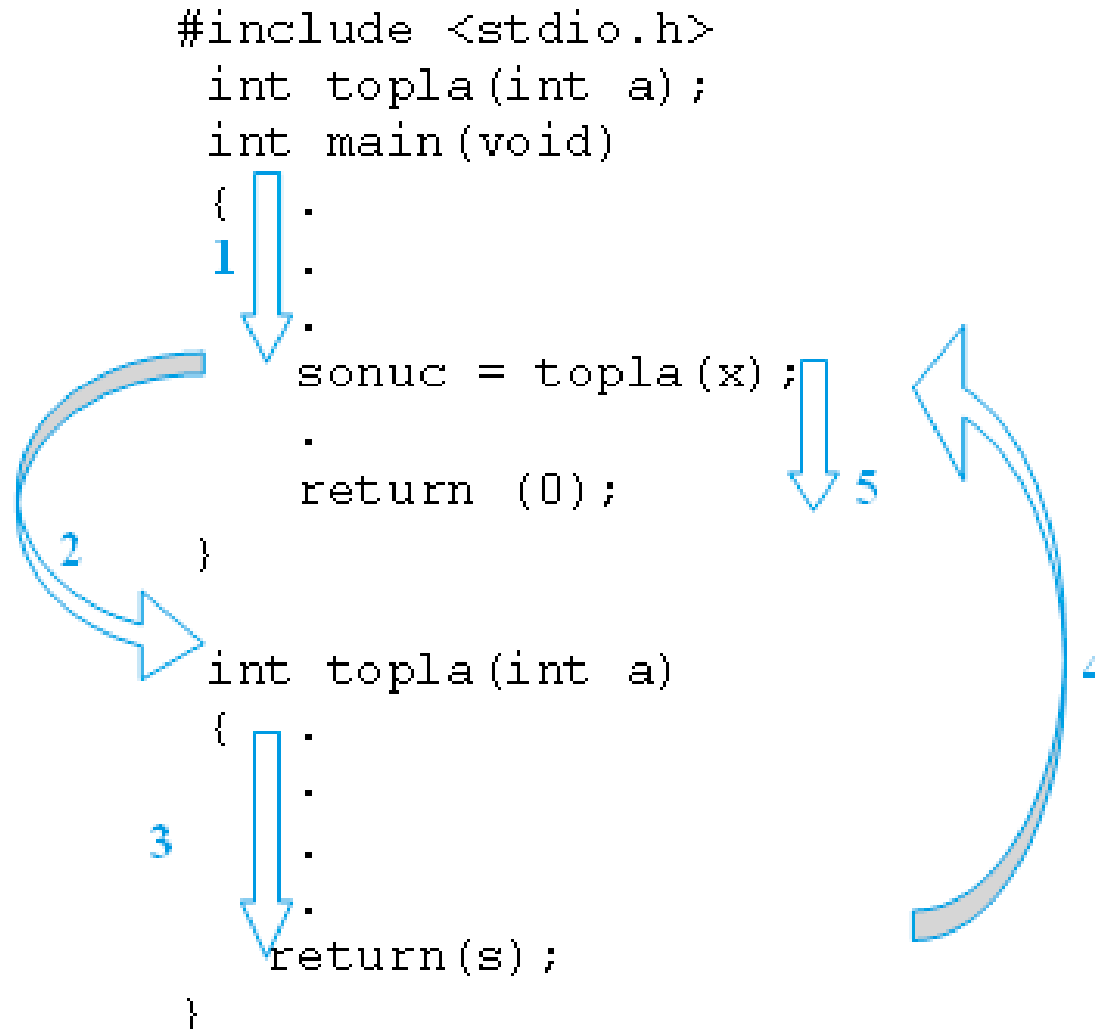 #include <stdio.h>
int topla(int a);
int main(void)
{ .
1 .
.
sonuc = topla(x);
.
return (0); 5
2 }
int topla(int a)
4
{ .
.
3 .
.
return(s);
}